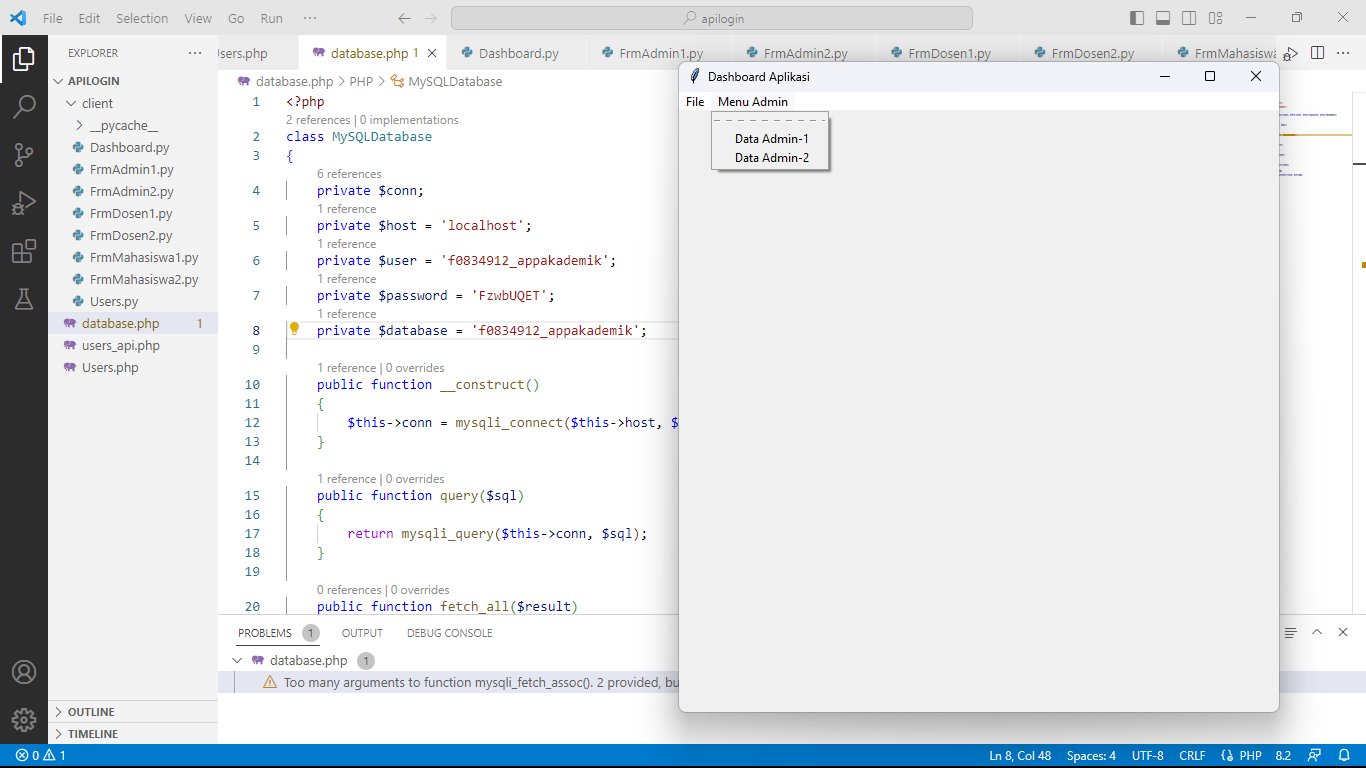 File Edit Selection View Go Run ··· apilogin
EXPLORER ···
APILOGIN
client
__pycache__
Dashboard.py
FrmAdmin1.py
FrmAdmin2.py
FrmDosen1.py
FrmDosen2.py
FrmMahasiswa1.py
FrmMahasiswa2.py
Users.py
database.php 1
users_api.php
Users.php
OUTLINE
TIMELINE
Jsers.php database.php 1 Dashboard.py FrmAdmin1.py FrmAdmin2.py FrmDosen1.py FrmDosen2.py FrmMahasiswa
database.php > PHP > MySQLDatabase
1 <?php
2 references | 0 implementations
2 class MySQLDatabase
3 {
6 references
4 private $conn;
1 reference
5 private $host = 'localhost';
1 reference
6 private $user = 'f0834912_appakademik';
1 reference
7 private $password = 'FzwbUQET';
1 reference
8 private $database = 'f0834912_appakademik';
9
1 reference | 0 overrides
10 public function __construct()
11 {
12 $this->conn = mysqli_connect($this->host, $
13 }
14
1 reference | 0 overrides
15 public function query($sql)
16 {
17 return mysqli_query($this->conn, $sql);
18 }
19
0 references | 0 overrides
20 public function fetch_all($result)
Dashboard Aplikasi
File Menu Admin
Data Admin-1
Data Admin-2
PROBLEMS 1 OUTPUT DEBUG CONSOLE
database.php 1
Too many arguments to function mysqli_fetch_assoc(). 2 provided, bu
0 1 Ln 8, Col 48 Spaces: 4 UTF-8 CRLF PHP 8.2